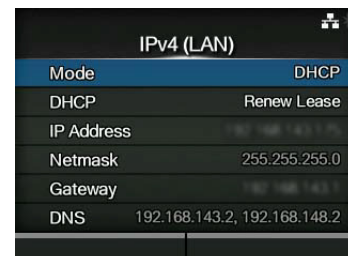 IPv4 (LAN)
Mode DHCP
DHCP Renew Lease
IP Address
Netmask 255.255.255.0
Gateway
DNS 192.168.143.2, 192.168.148.2